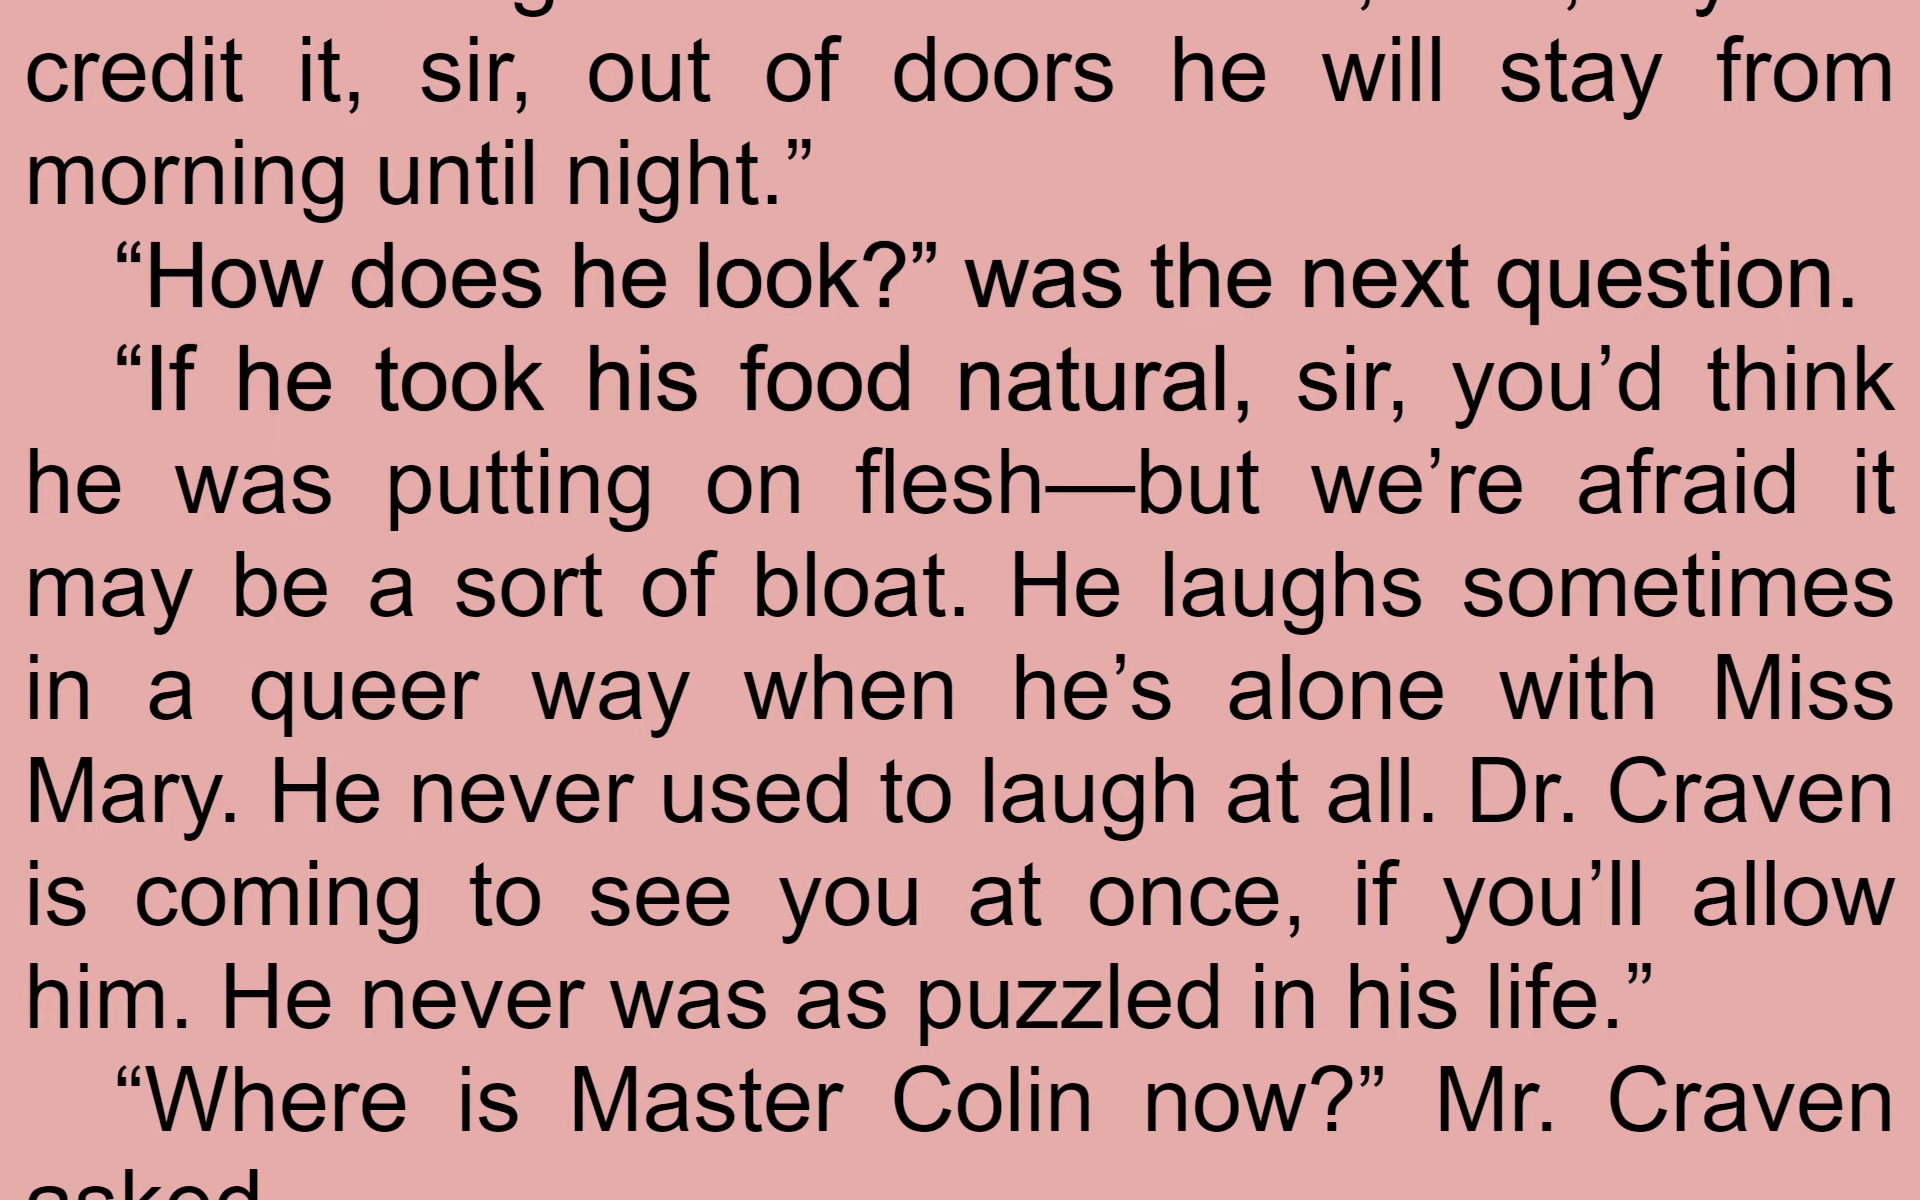 credit it, sir, out of doors he will stay from
morning until night.”
“How does he look?” was the next question.
“If he took his food natural, sir, you’d think
he was putting on flesh—but we’re afraid it
may be a sort of bloat. He laughs sometimes
in a queer way when he’s alone with Miss
Mary. He never used to laugh at all. Dr. Craven
is coming to see you at once, if you’ll allow
him. He never was as puzzled in his life.”
“Where is Master Colin now?” Mr. Craven
asked.